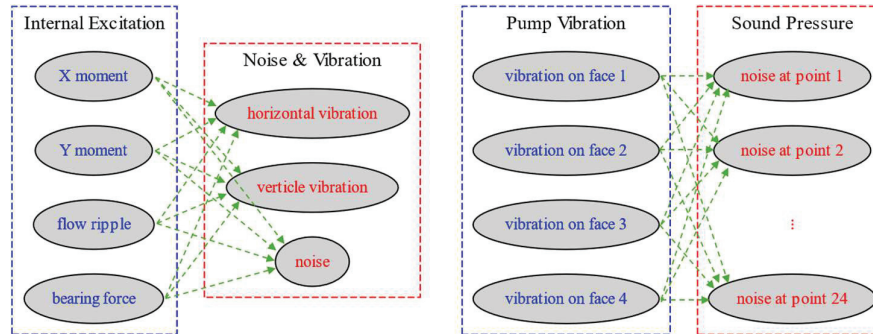 Internal Excitation
X moment
Y moment
flow ripple
bearing force
Noise & Vibration
horizontal vibration
verticle vibration
noise
Pump Vibration
vibration on face 1
vibration on face 2
vibration on face 3
vibration on face 4
Sound Pressure
noise at point 1
noise at point 2
⋮
noise at point 24